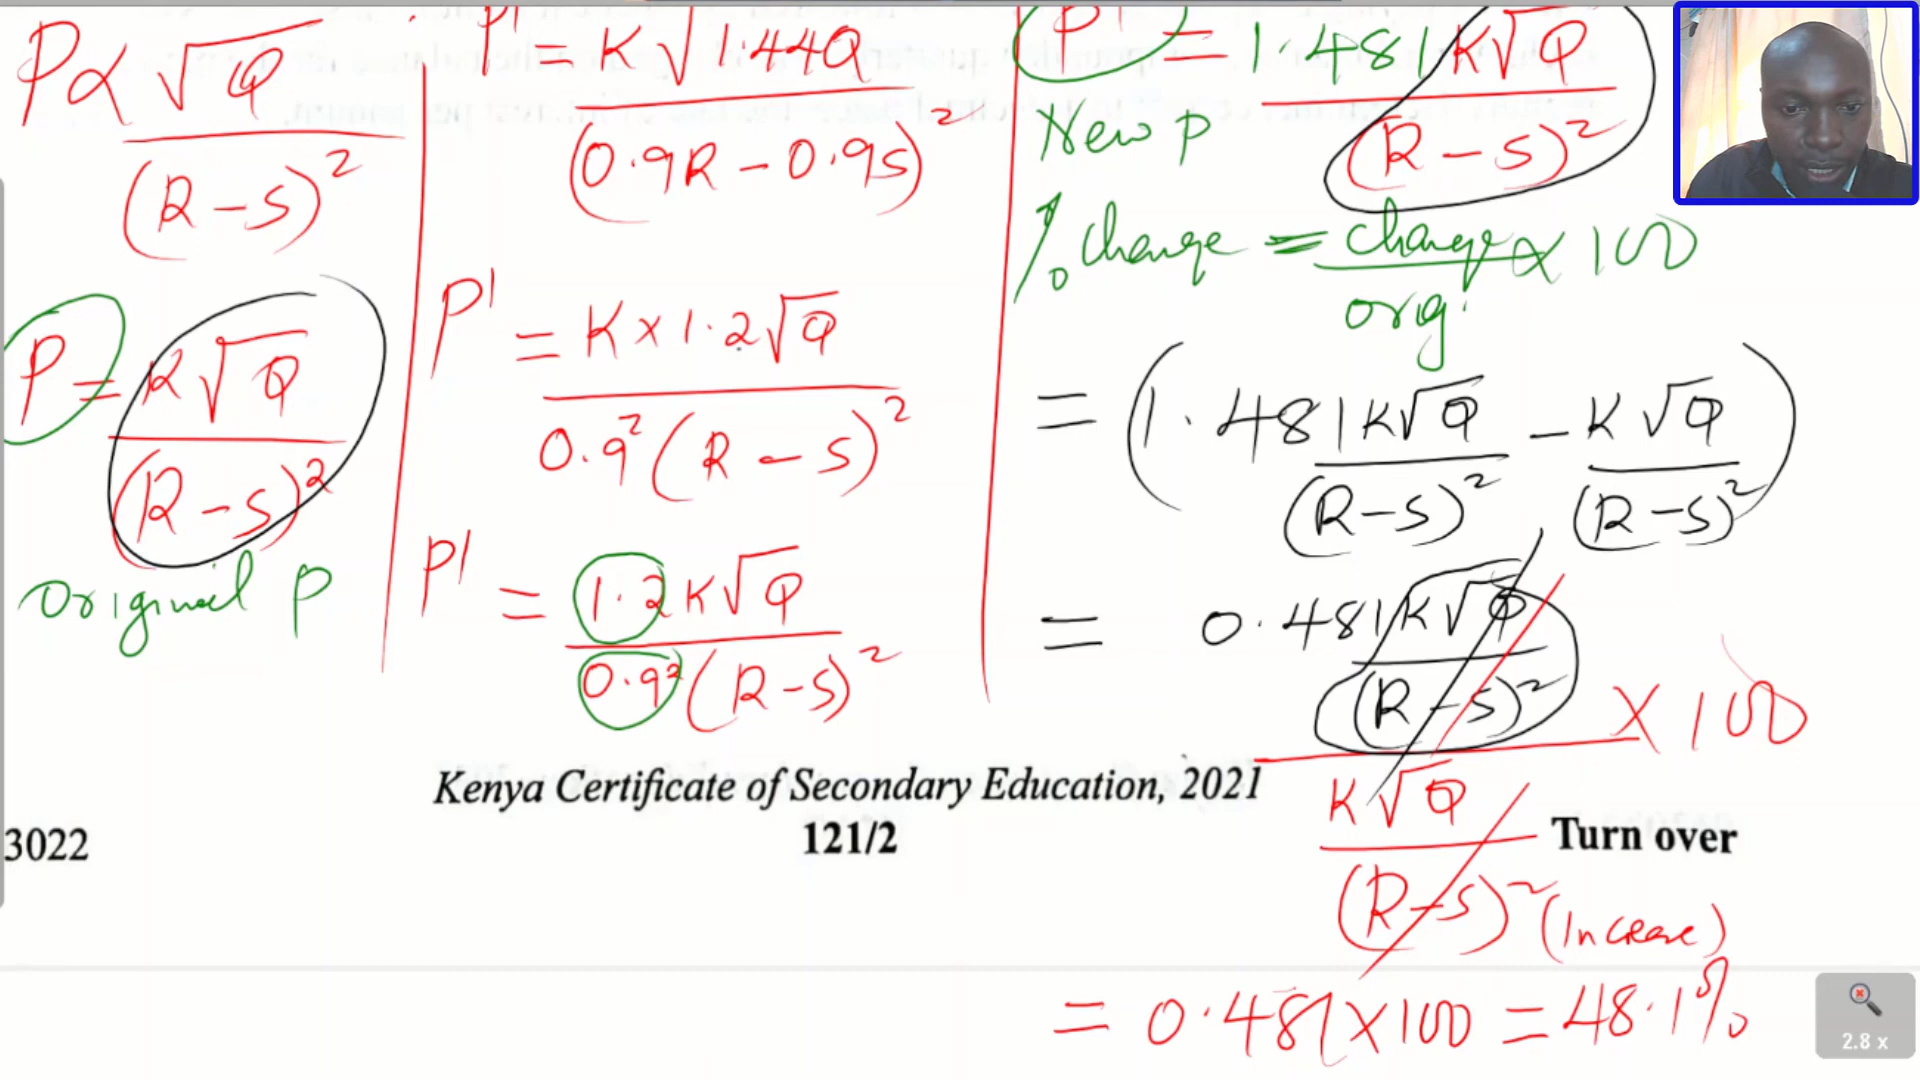 P ∝ √Q / (R-S)²
P = K√Q / (R-S)²
Original P
P' = K√1.44Q / (0.9R - 0.9S)²
P' = K × 1.2√Q / 0.9²(R - S)²
P' = 1.2K√Q / 0.9²(R-S)²
P' = 1.481 K√Q / (R-S)²
New P
% change = change / orig. × 100
= (1.481K√Q / (R-S)² - K√Q / (R-S)²)
= 0.481K√Q / (R-S)² / K√Q / (R-S)² × 100
(Increase)
= 0.481 × 100 = 48.1%
Kenya Certificate of Secondary Education, 2021
121/2
3022
Turn over
2.8 x